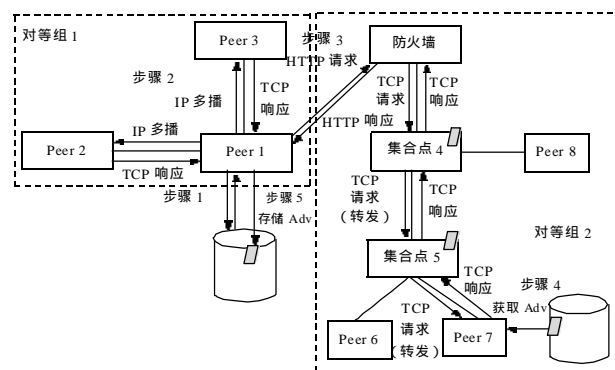 对等组 1
Peer 3
步骤 3
HTTP 请求
防火墙
步骤 2
IP 多播
TCP
响应
TCP
请求
TCP
响应
HTTP 响应
Peer 2
IP 多播
TCP 响应
Peer 1
集合点 4
Peer 8
步骤 1
步骤 5
存储 Adv
TCP
请求
（转发）
TCP
响应
对等组 2
集合点 5
TCP
响应
步骤 4
获取 Adv
TCP
请求
（转发）
Peer 6
Peer 7